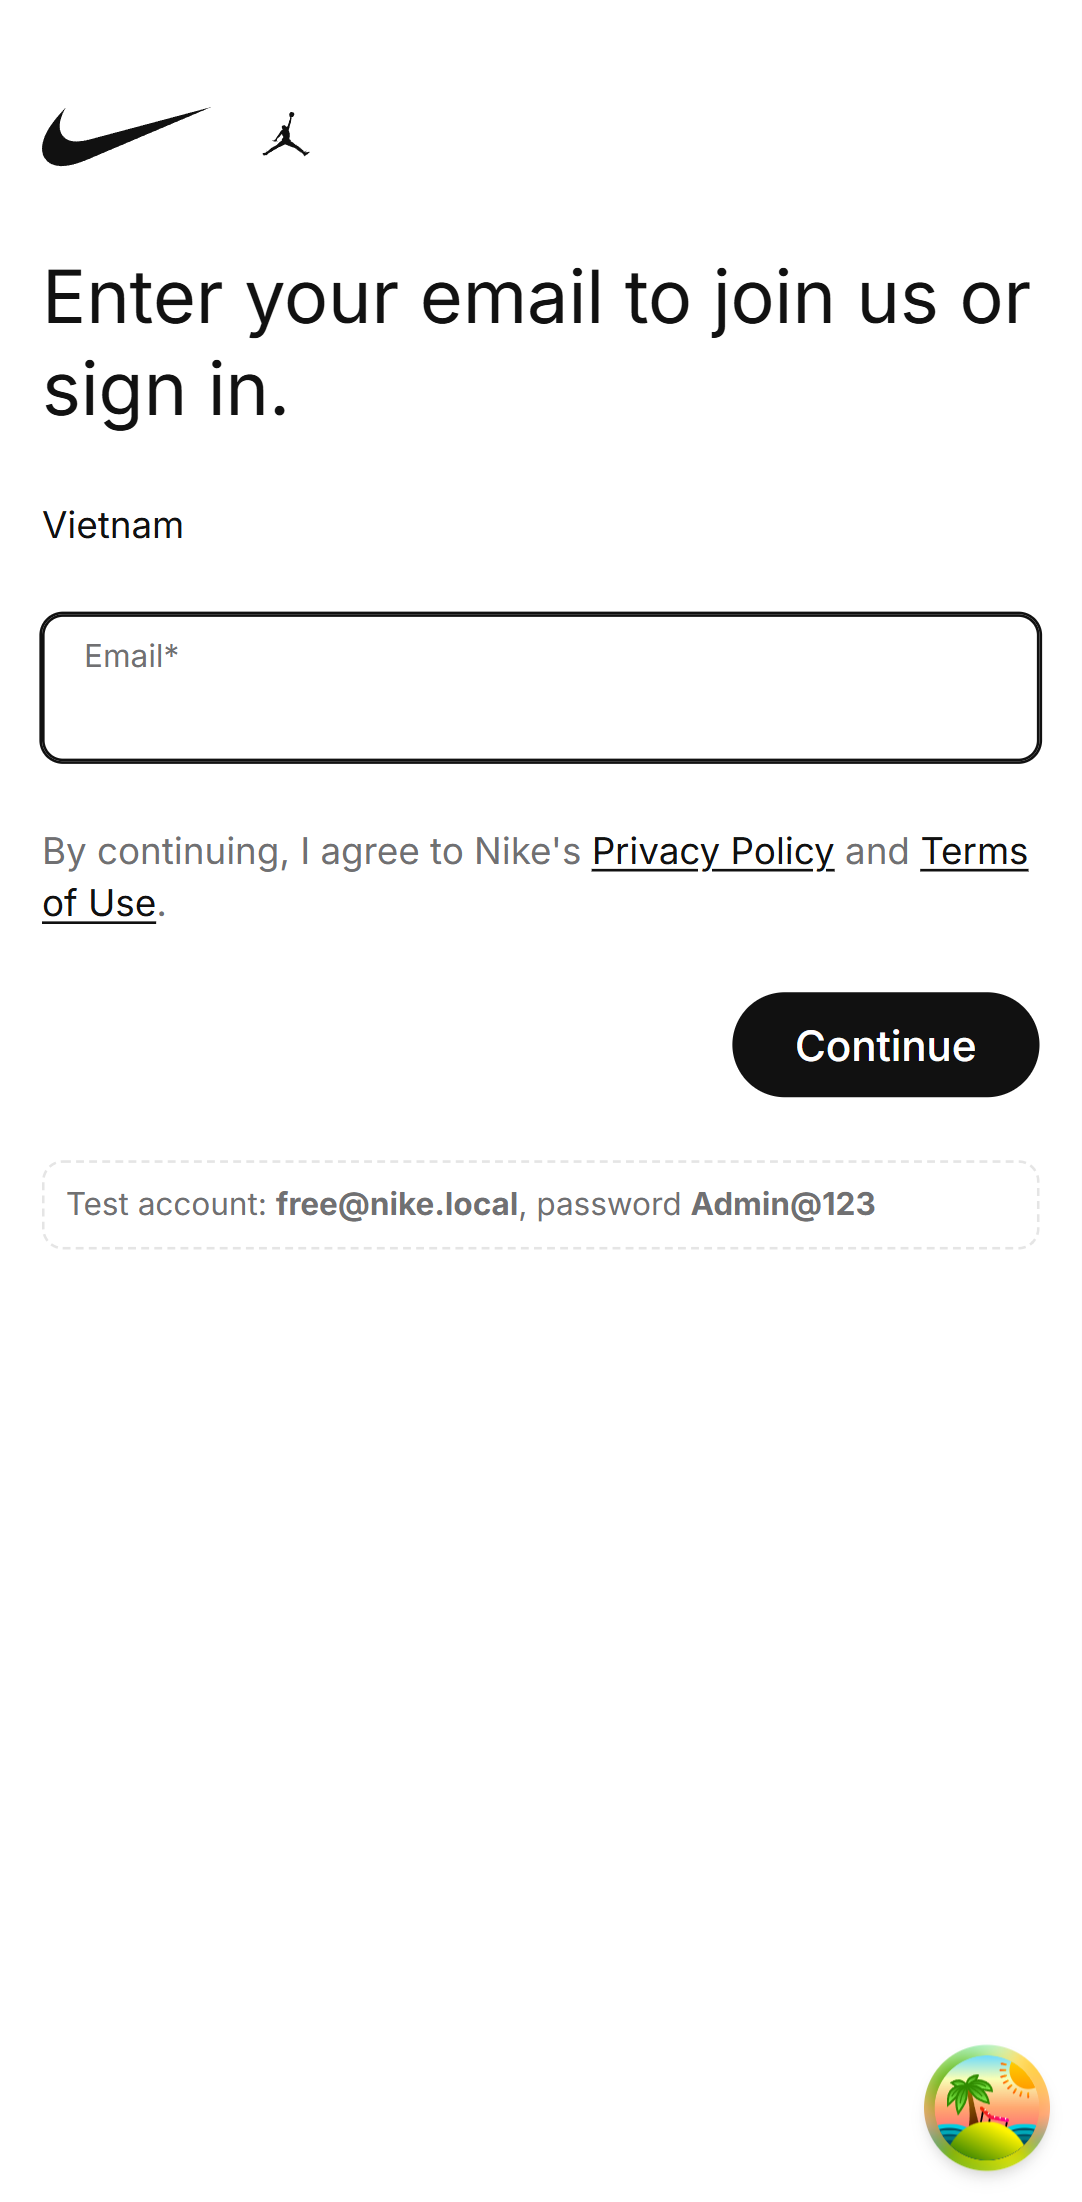 Enter your email to join us or
sign in.
Vietnam
Email*
By continuing, I agree to Nike's Privacy Policy and Terms
of Use.
Continue
Test account: free@nike.local, password Admin@123